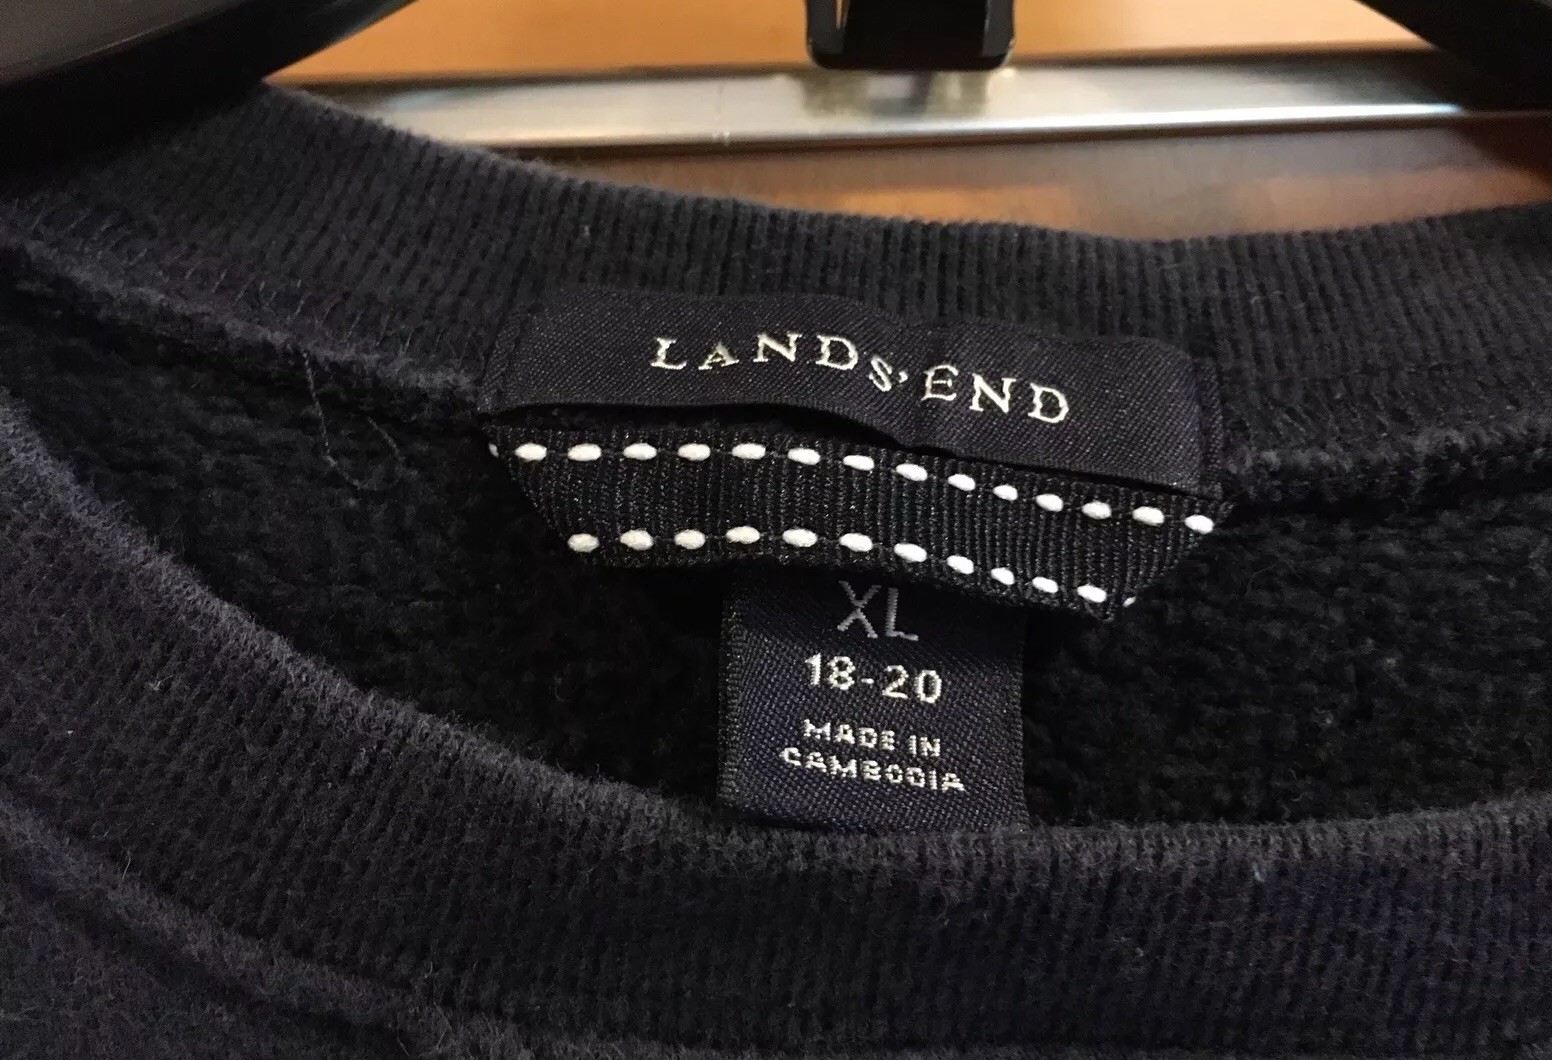 LANDS' END
XL
18-20
MADE IN
CAMBODIA